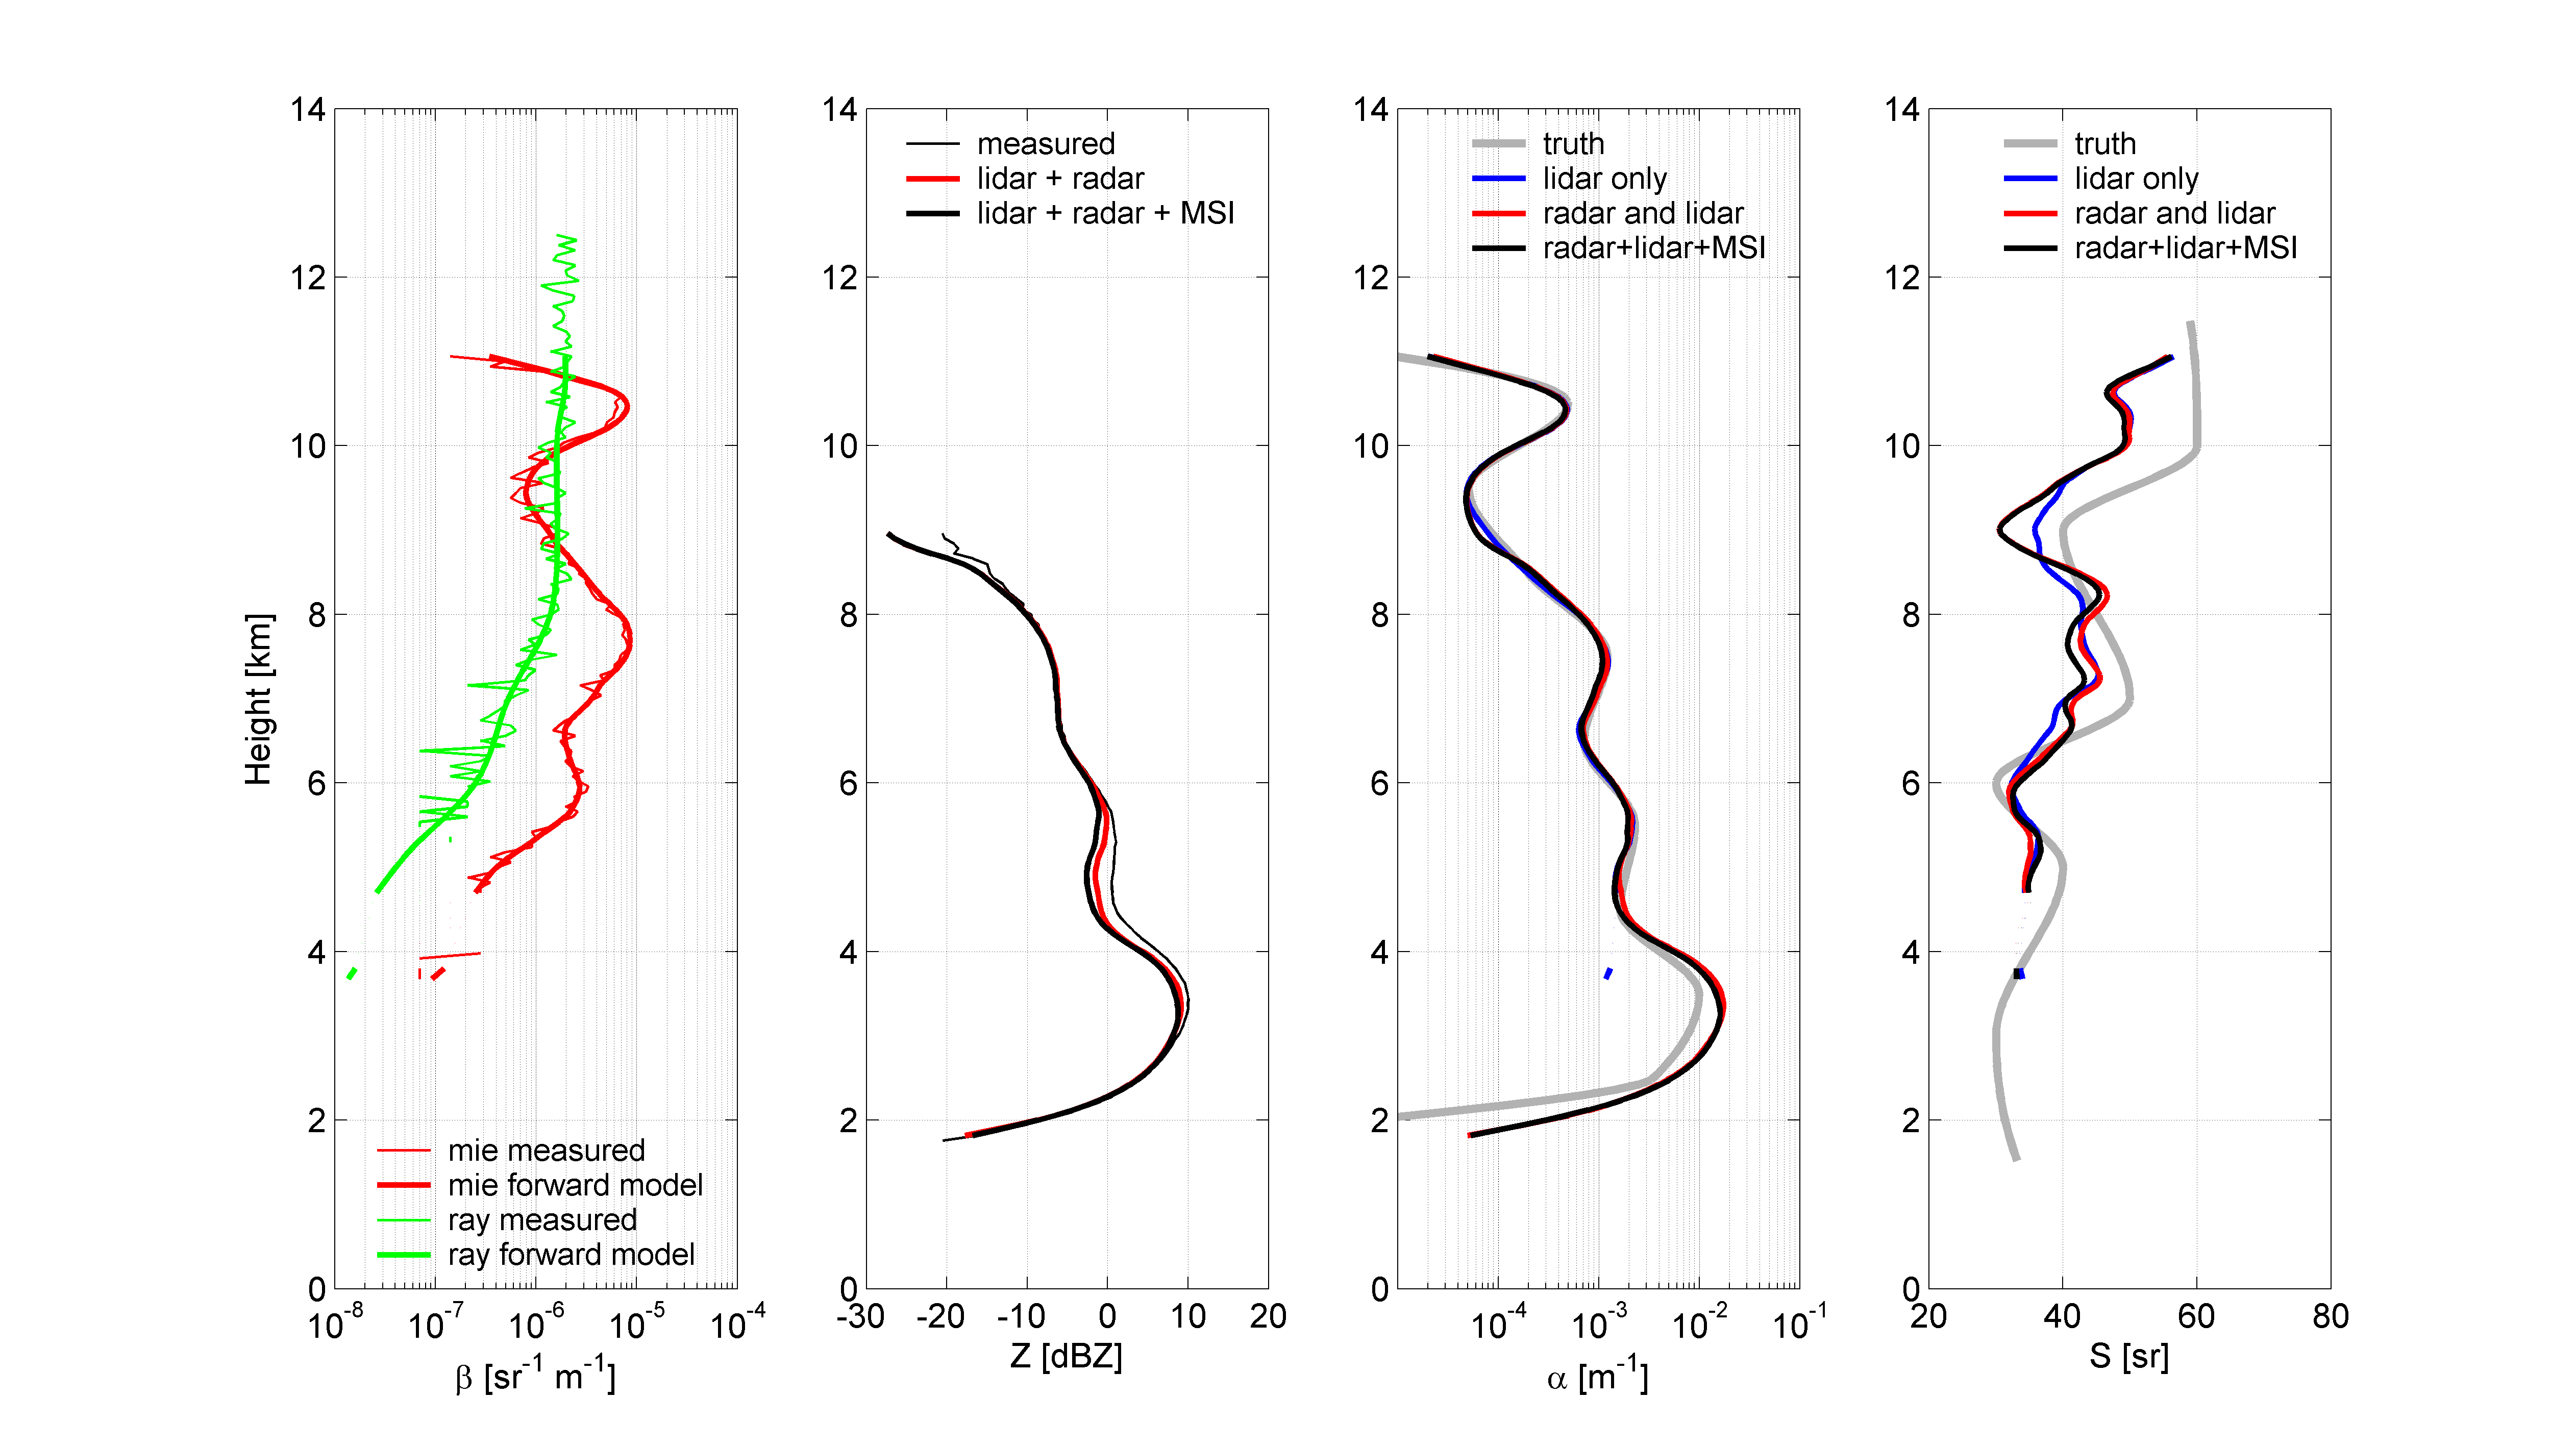 14
12
10
8
6
4
2
0
Height [km]
10^-8 10^-7 10^-6 10^-5 10^-4
β [sr^-1 m^-1]
mie measured
mie forward model
ray measured
ray forward model
14
12
10
8
6
4
2
0
-30 -20 -10 0 10 20
Z [dBZ]
measured
lidar + radar
lidar + radar + MSI
14
12
10
8
6
4
2
0
10^-4 10^-3 10^-2 10^-1
α [m^-1]
truth
lidar only
radar and lidar
radar+lidar+MSI
14
12
10
8
6
4
2
0
20 40 60 80
S [sr]
truth
lidar only
radar and lidar
radar+lidar+MSI